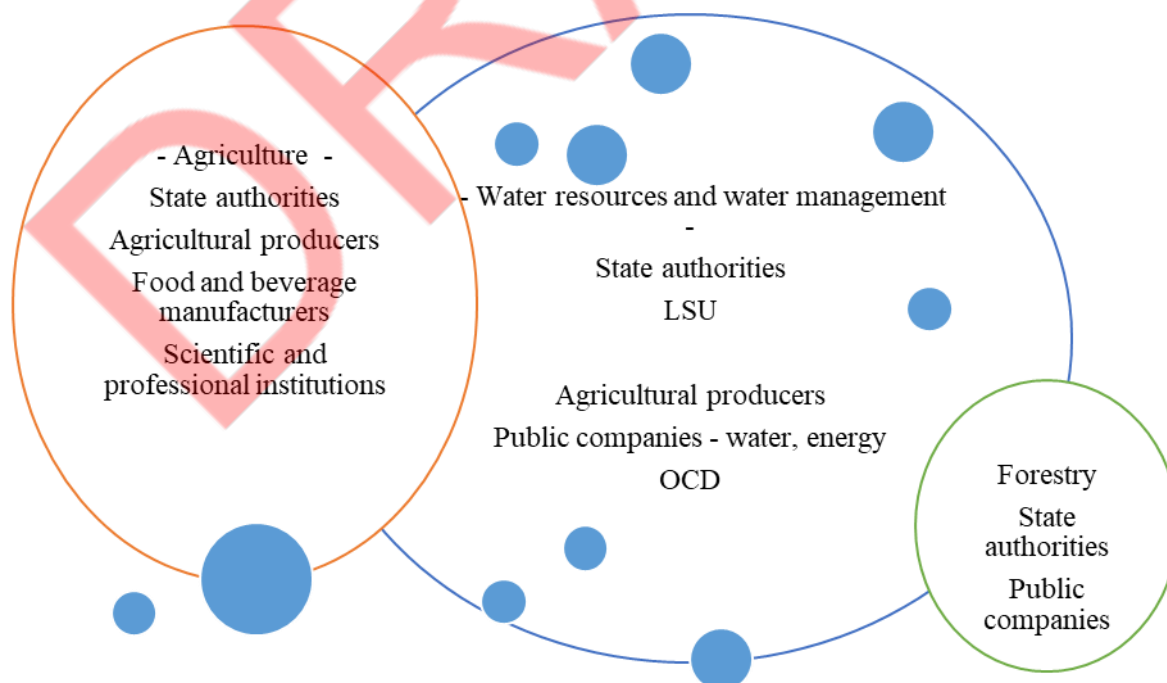 - Agriculture -
State authorities
Agricultural producers
Food and beverage
manufacturers
Scientific and
professional institutions
- Water resources and water management
-
State authorities
LSU
Agricultural producers
Public companies - water, energy
OCD
Forestry
State
authorities
Public
companies